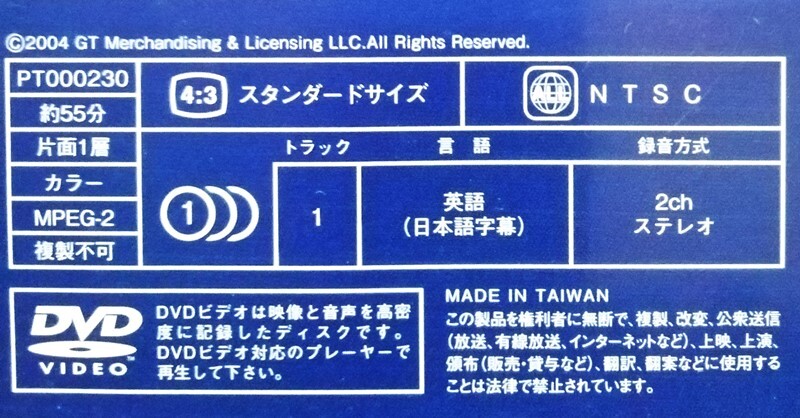 ©2004 GT Merchandising & Licensing LLC.All Rights Reserved.
PT000230
4:3 スタンダードサイズ
ALL NTSC
約55分
片面1層
トラック 言語 録音方式
カラー
MPEG-2
複製不可
1
1
英語
(日本語字幕)
2ch
ステレオ
DVD
VIDEO
DVDビデオは映像と音声を高密
度に記録したディスクです。
DVDビデオ対応のプレーヤーで
再生して下さい。
MADE IN TAIWAN
この製品を権利者に無断で、複製、改変、公衆送信
(放送、有線放送、インターネットなど)、上映、上演、
頒布(販売・貸与など)、翻訳、翻案などに使用する
ことは法律で禁止されています。